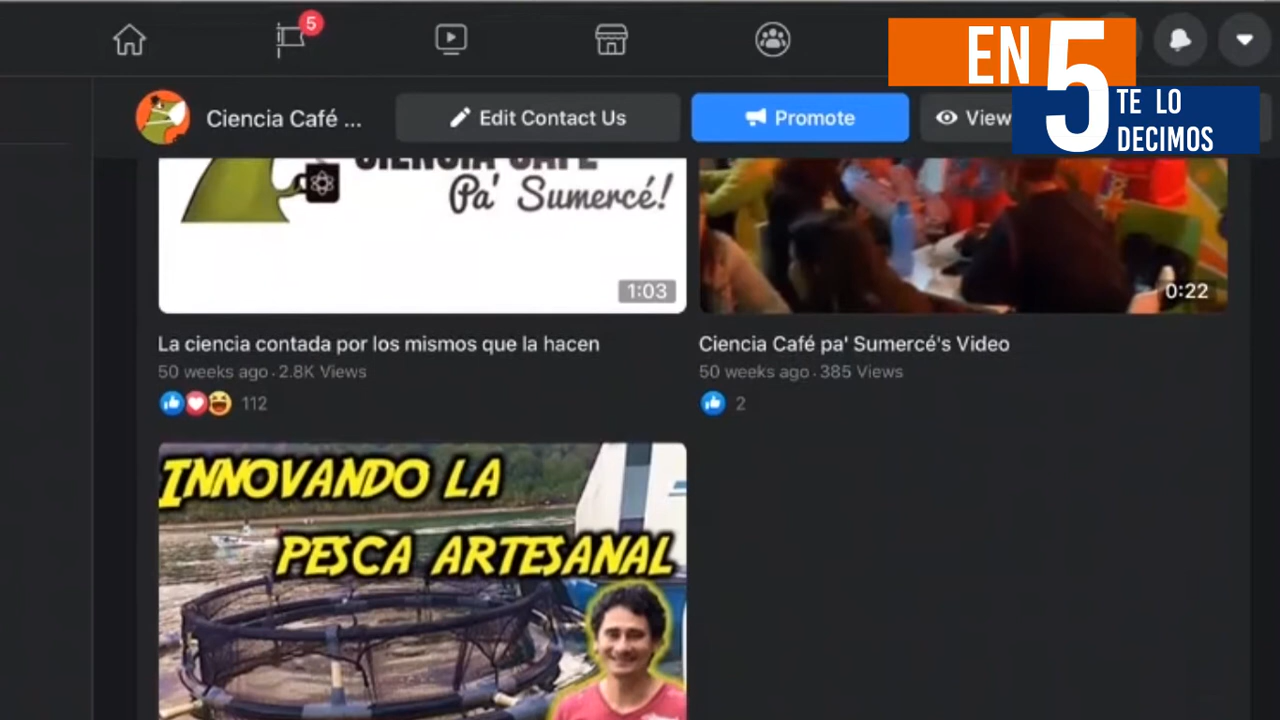 5
EN 5
TE LO
DECIMOS
Ciencia Café ...
Edit Contact Us
Promote
View
CIENCIA CAFÉ
Pa' Sumercé!
1:03
0:22
La ciencia contada por los mismos que la hacen
50 weeks ago · 2.8K Views
112
Ciencia Café pa' Sumercé's Video
50 weeks ago · 385 Views
2
INNOVANDO LA
PESCA ARTESANAL